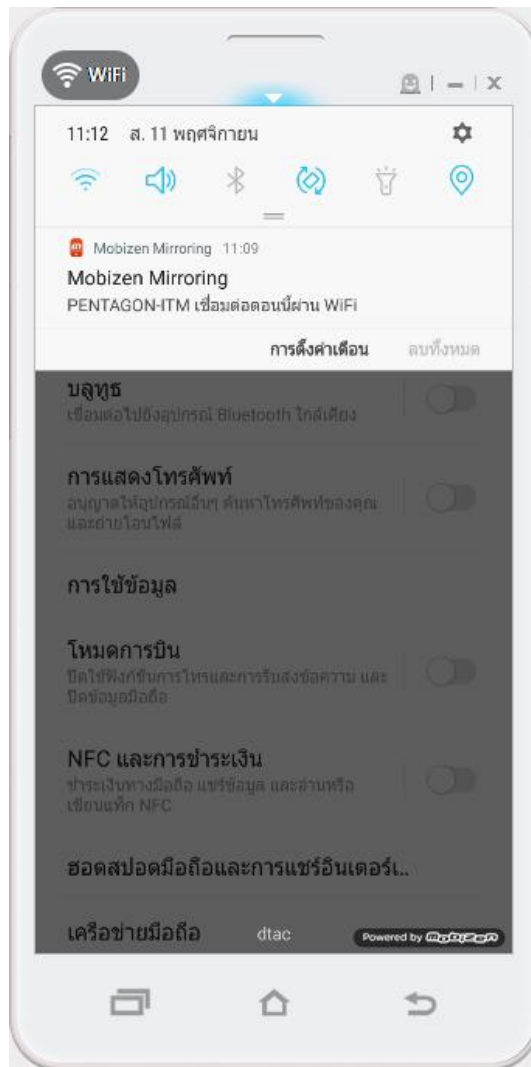 WiFi
11:12 ส. 11 พฤศจิกายน
Mobizen Mirroring 11:09
Mobizen Mirroring
PENTAGON-ITM เชื่อมต่อตอนนี้ผ่าน WiFi
การตั้งค่าเตือน ลบทั้งหมด
บลูทูธ
เชื่อมต่อไปยังอุปกรณ์ Bluetooth ใกล้เคียง
การแสดงโทรศัพท์
อนุญาตให้อุปกรณ์อื่นๆ ค้นหาโทรศัพท์ของคุณ
และถ่ายโอนไฟล์
การใช้ข้อมูล
โหมดการบิน
ปิดใช้ฟังก์ชันการโทรและการรับส่งข้อความ และ
ปิดข้อมูลมือถือ
NFC และการชำระเงิน
ชำระเงินทางมือถือ แชร์ข้อมูล และอ่านหรือ
เขียนแท็ก NFC
ฮอตสปอตมือถือและการแชร์อินเตอร์เ..
เครือข่ายมือถือ dtac
Powered by mobizen